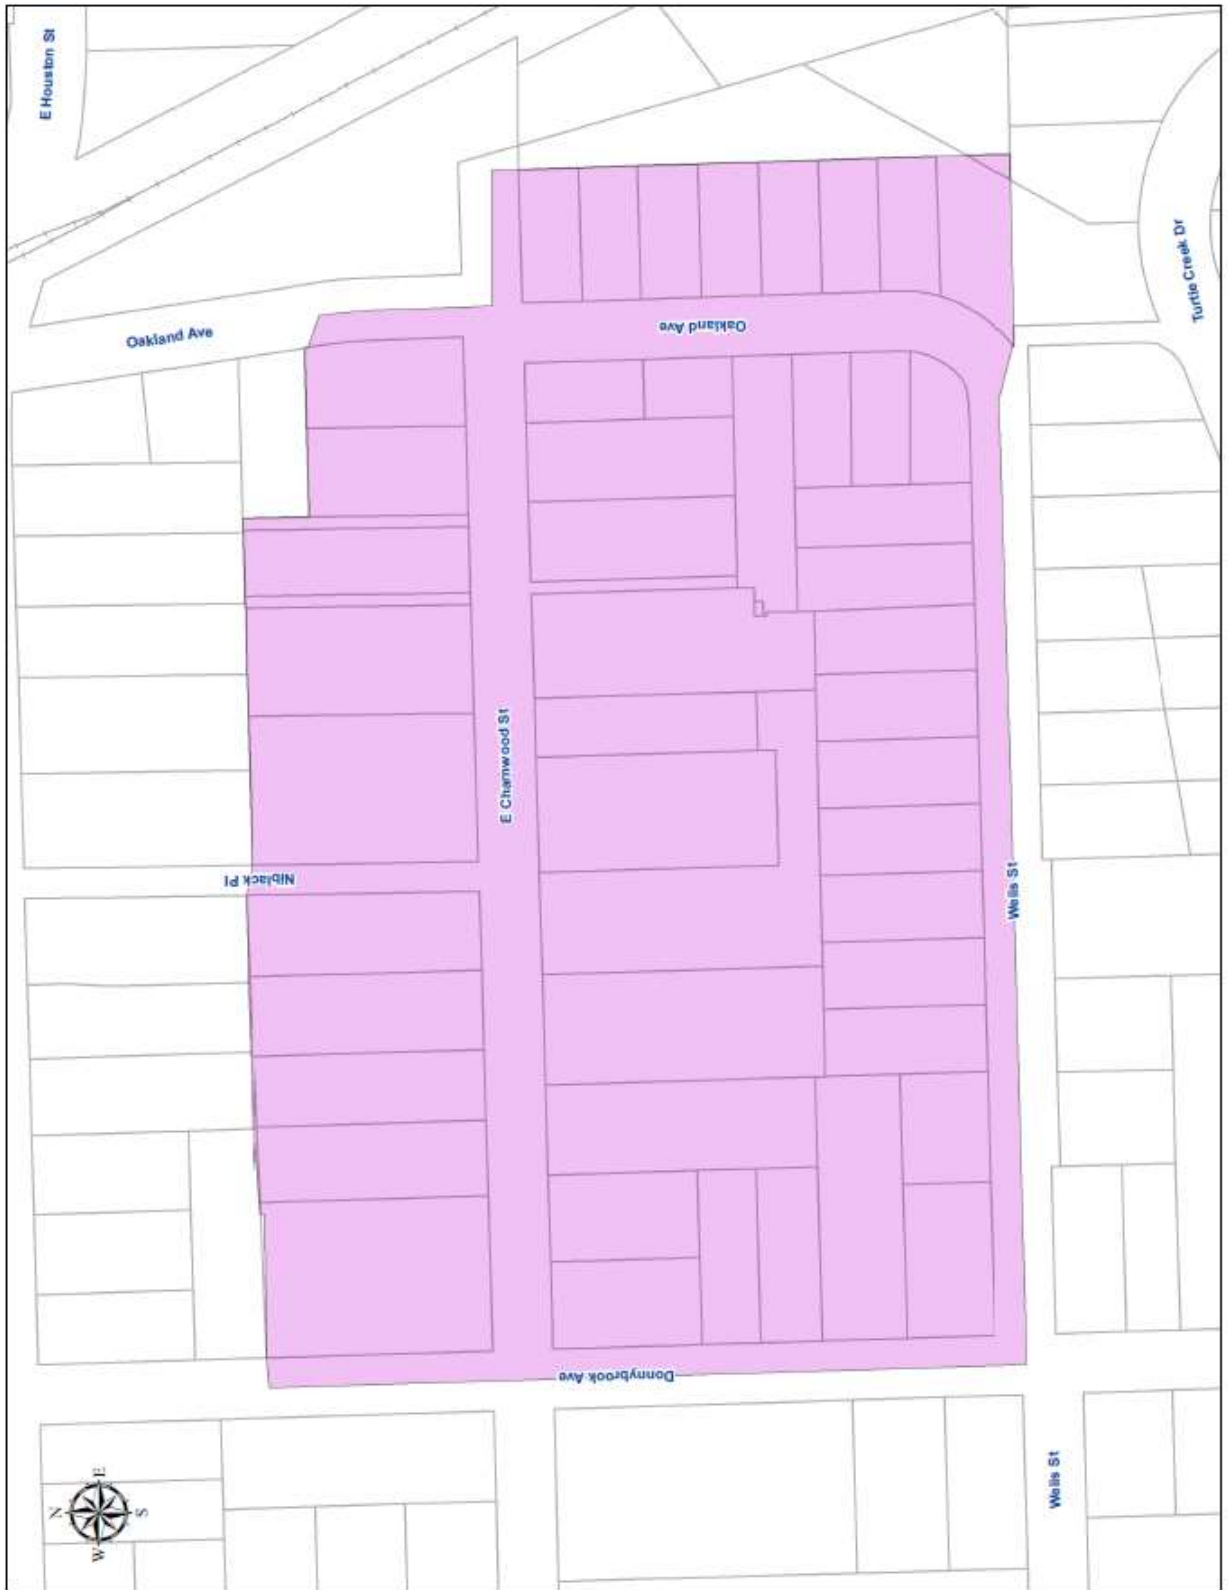 E Houston St
Oakland Ave
Oakland Ave
Turtle Creek Dr
E Charnwood St
Niblack Pl
Wells St
Donnybrook Ave
Wells St
N
E
S
W